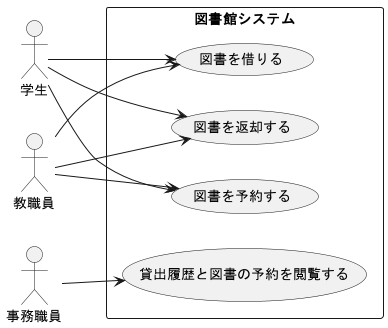 図書館システム
図書を借りる
学生
図書を返却する
図書を予約する
教職員
貸出履歴と図書の予約を閲覧する
事務職員